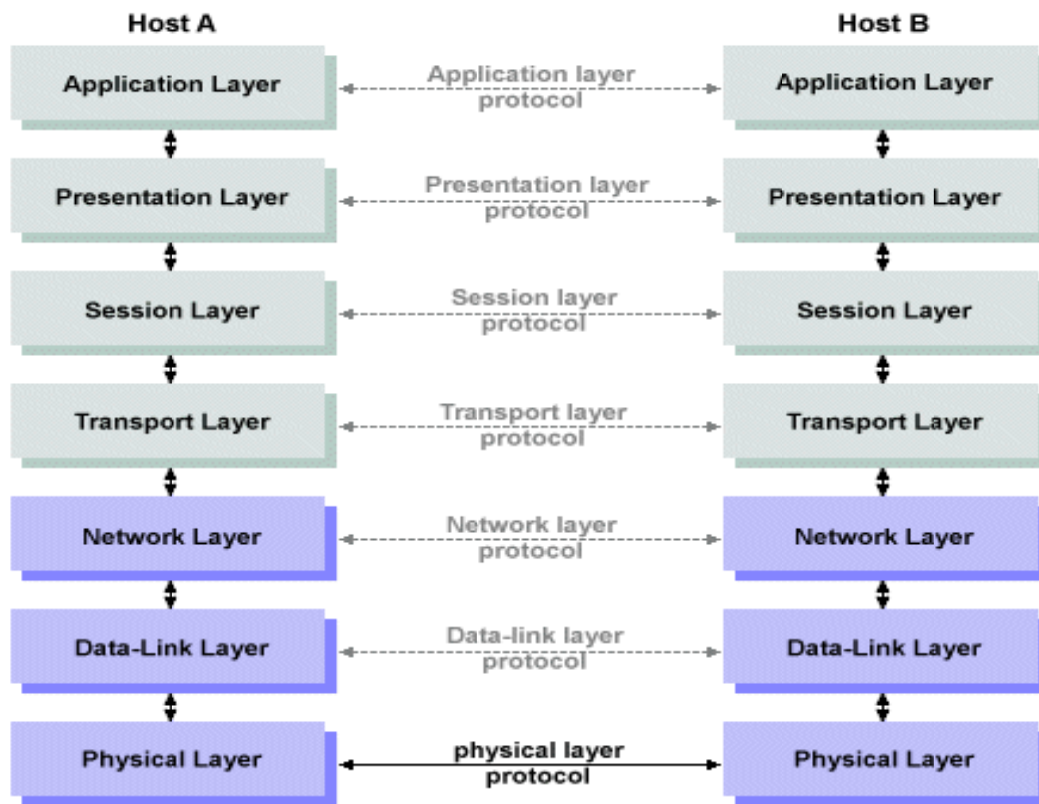 Host A
Host B
Application Layer
Application layer
protocol
Application Layer
Presentation Layer
Presentation layer
protocol
Presentation Layer
Session Layer
Session layer
protocol
Session Layer
Transport Layer
Transport layer
protocol
Transport Layer
Network Layer
Network layer
protocol
Network Layer
Data-Link Layer
Data-link layer
protocol
Data-Link Layer
Physical Layer
physical layer
protocol
Physical Layer